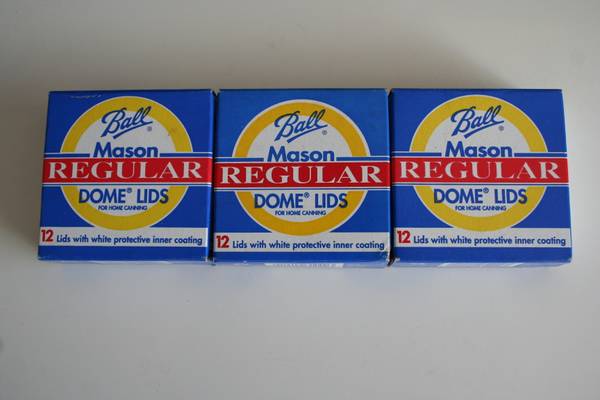 Ball®
Mason
REGULAR
DOME® LIDS
FOR HOME CANNING
12 Lids with white protective inner coating
Ball®
Mason
REGULAR
DOME® LIDS
FOR HOME CANNING
12 Lids with white protective inner coating
Ball®
Mason
REGULAR
DOME® LIDS
FOR HOME CANNING
12 Lids with white protective inner coating